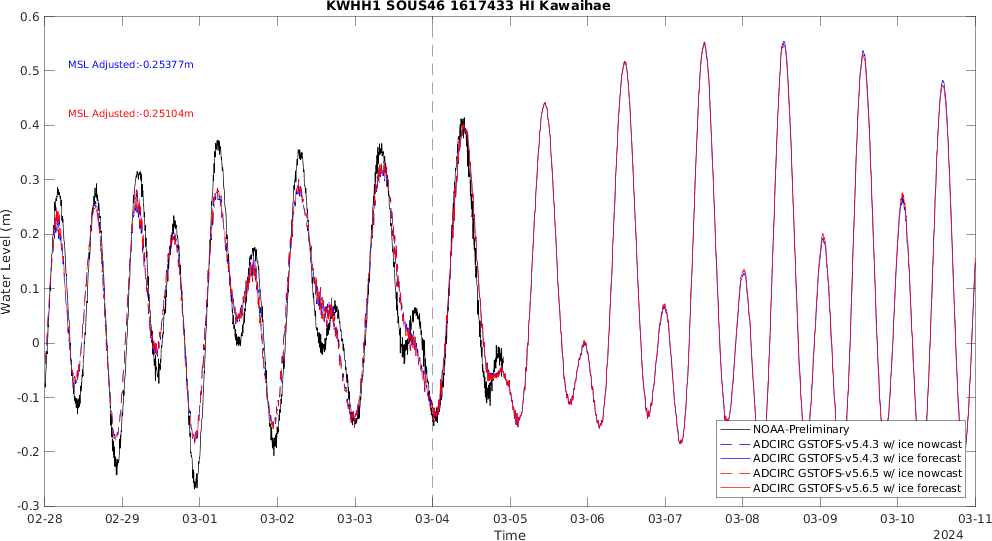 KWHH1 SOUS46 1617433 HI Kawaihae
MSL Adjusted:-0.25377m
MSL Adjusted:-0.25104m
Water Level (m)
0.6
0.5
0.4
0.3
0.2
0.1
0
-0.1
-0.2
-0.3
NOAA-Preliminary
ADCIRC GSTOFS-v5.4.3 w/ ice nowcast
ADCIRC GSTOFS-v5.4.3 w/ ice forecast
ADCIRC GSTOFS-v5.6.5 w/ ice nowcast
ADCIRC GSTOFS-v5.6.5 w/ ice forecast
02-28 02-29 03-01 03-02 03-03 03-04 03-05 03-06 03-07 03-08 03-09 03-10 03-11
Time
2024